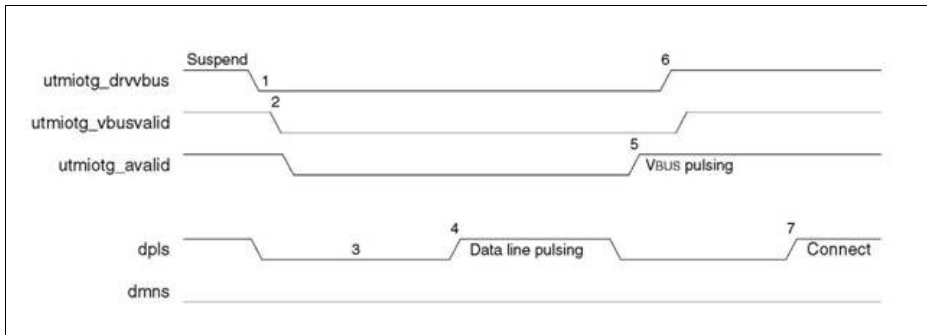 Suspend
6
utmiotg_drvvbus
1
2
utmiotg_vbusvalid
5
utmiotg_avalid
VBUS pulsing
4
7
dpls
3
Data line pulsing
Connect
dmns